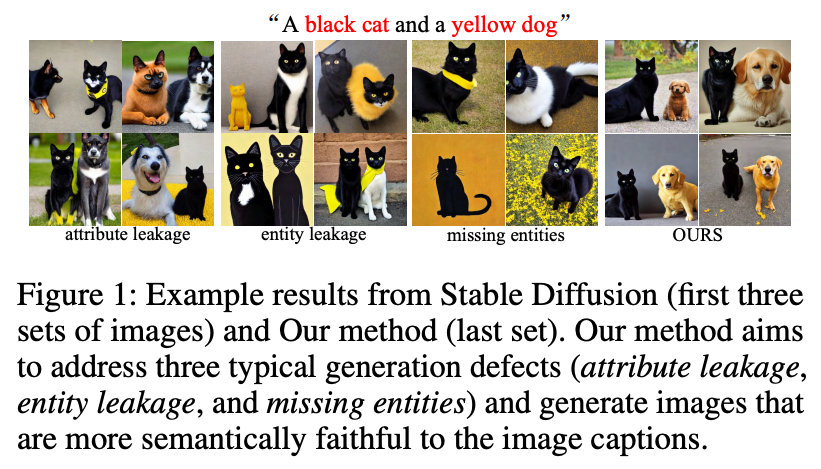 “A black cat and a yellow dog”
attribute leakage
entity leakage
missing entities
OURS
Figure 1: Example results from Stable Diffusion (first three
sets of images) and Our method (last set). Our method aims
to address three typical generation defects (attribute leakage,
entity leakage, and missing entities) and generate images that
are more semantically faithful to the image captions.